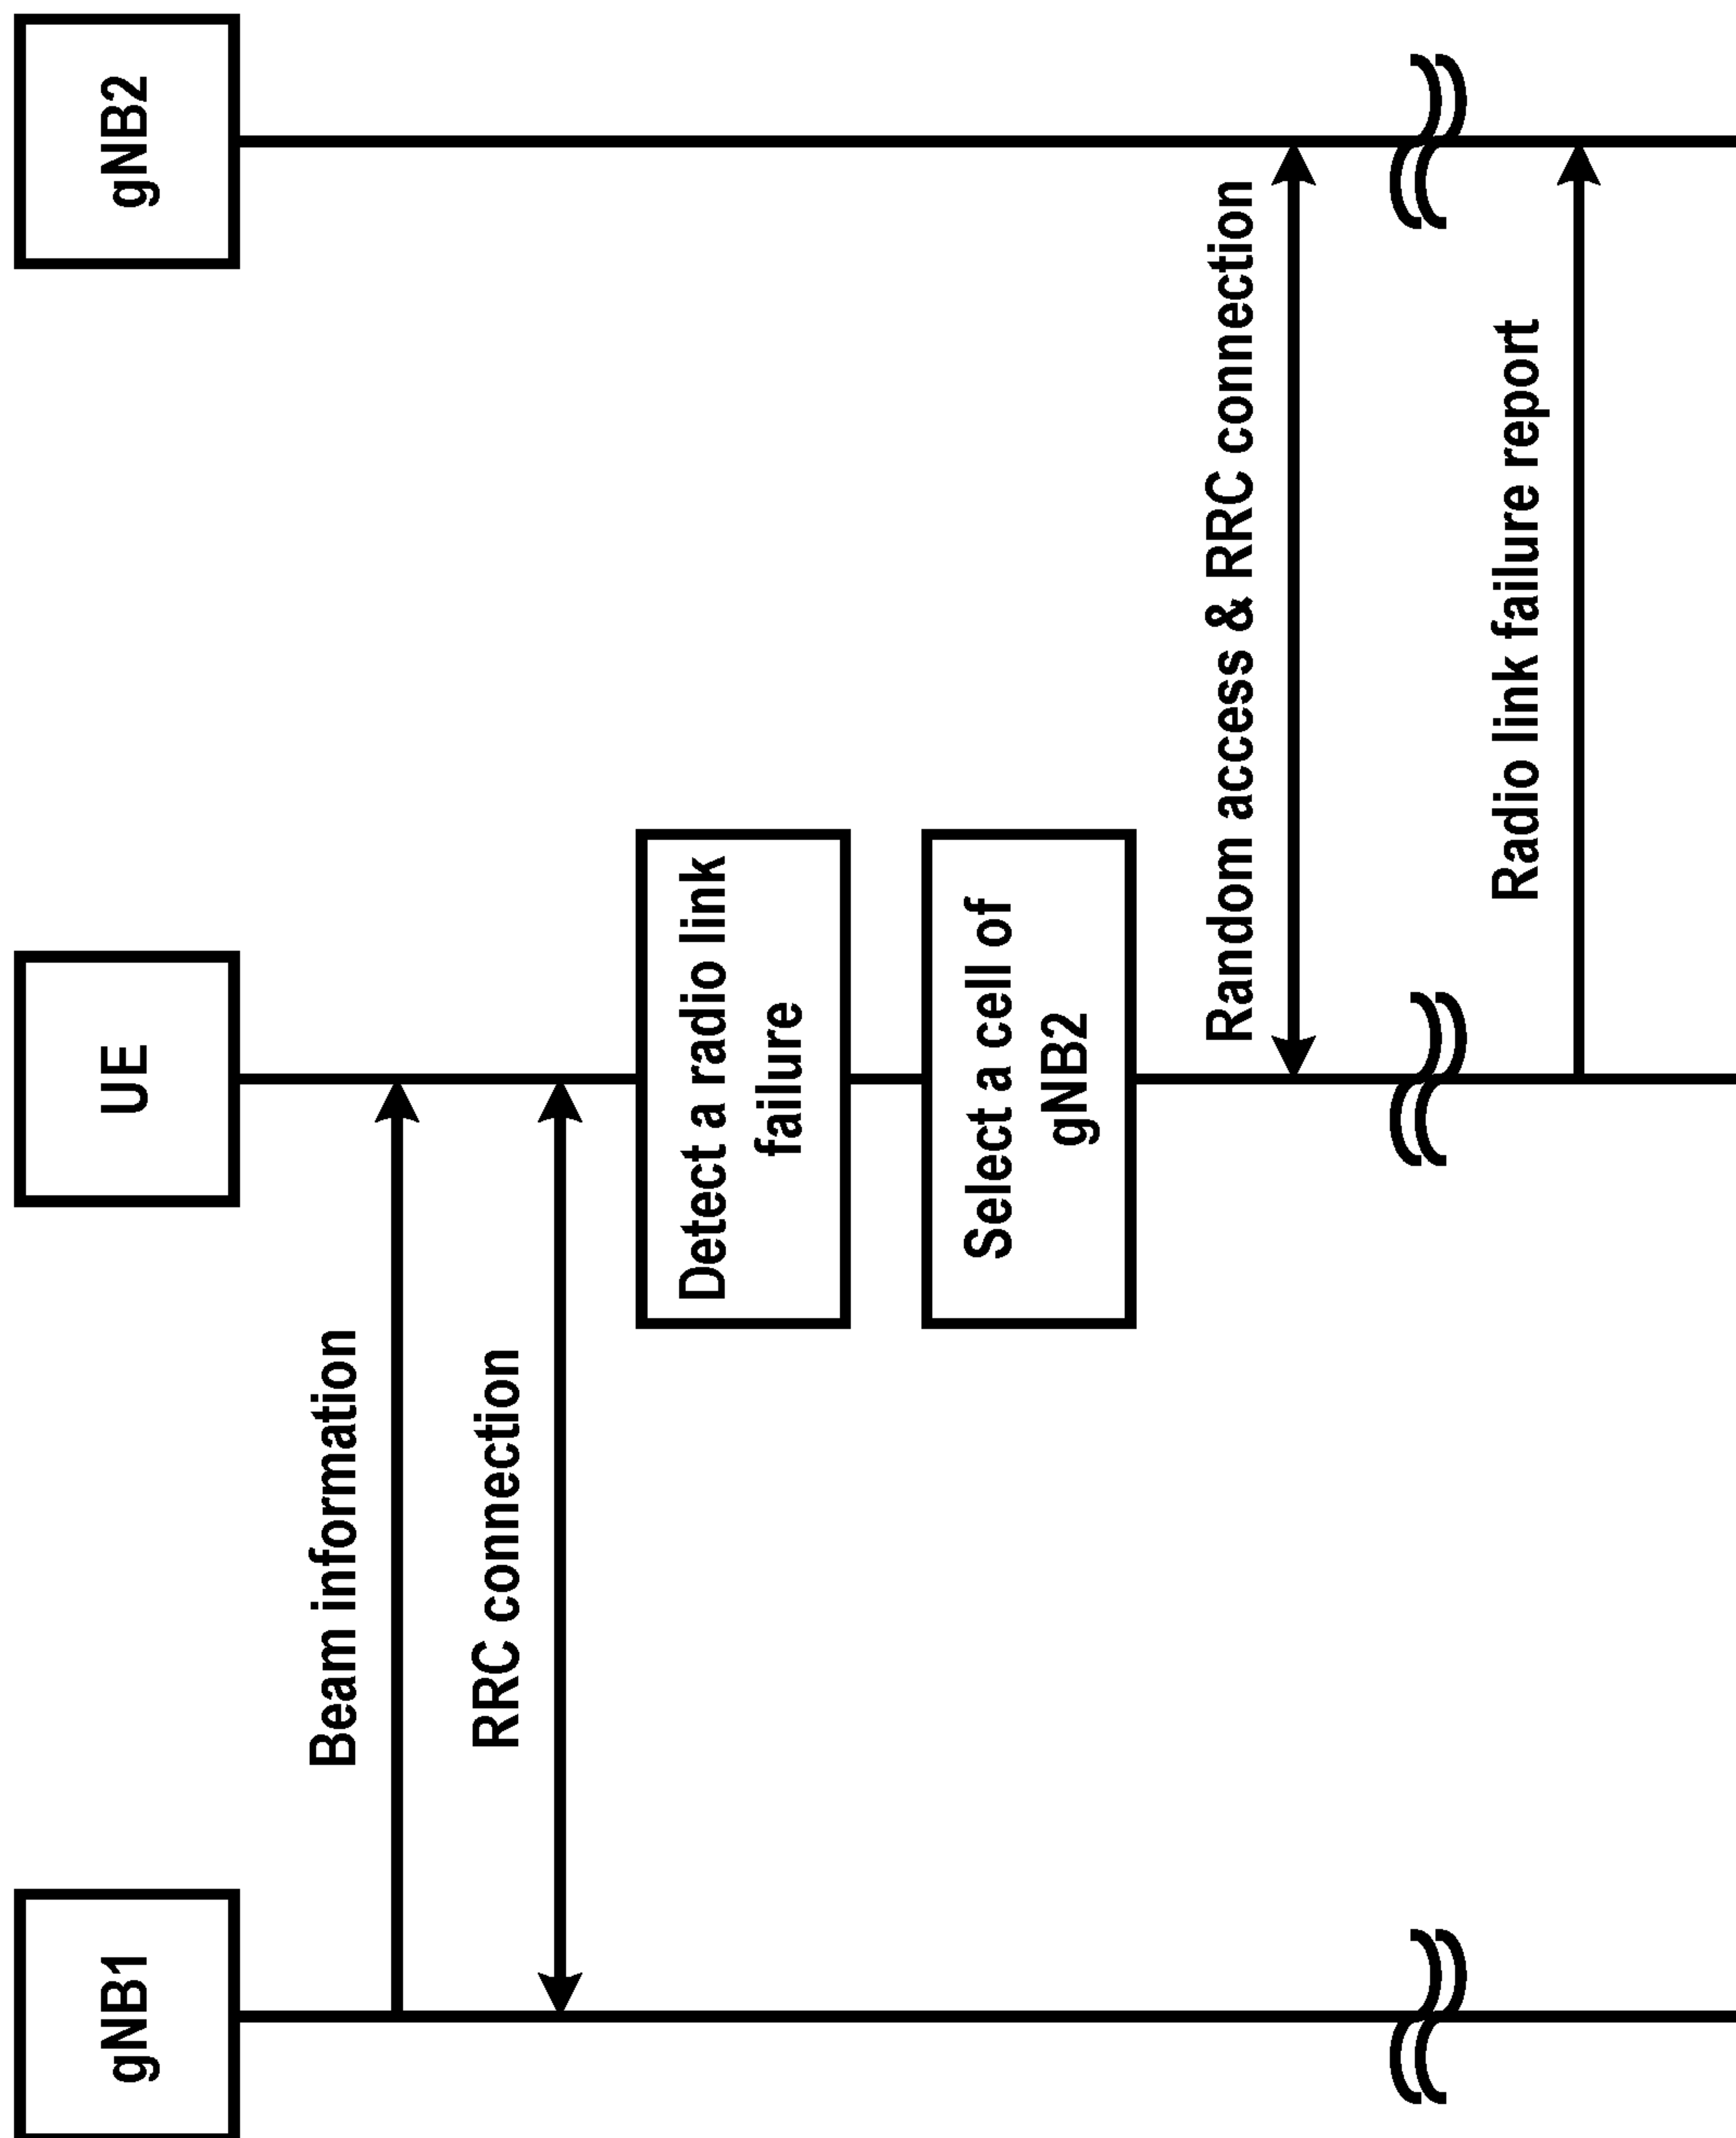 gNB1
UE
gNB2
Beam information
RRC connection
Detect a radio link
failure
Select a cell of
gNB2
Random access & RRC connection
Radio link failure report